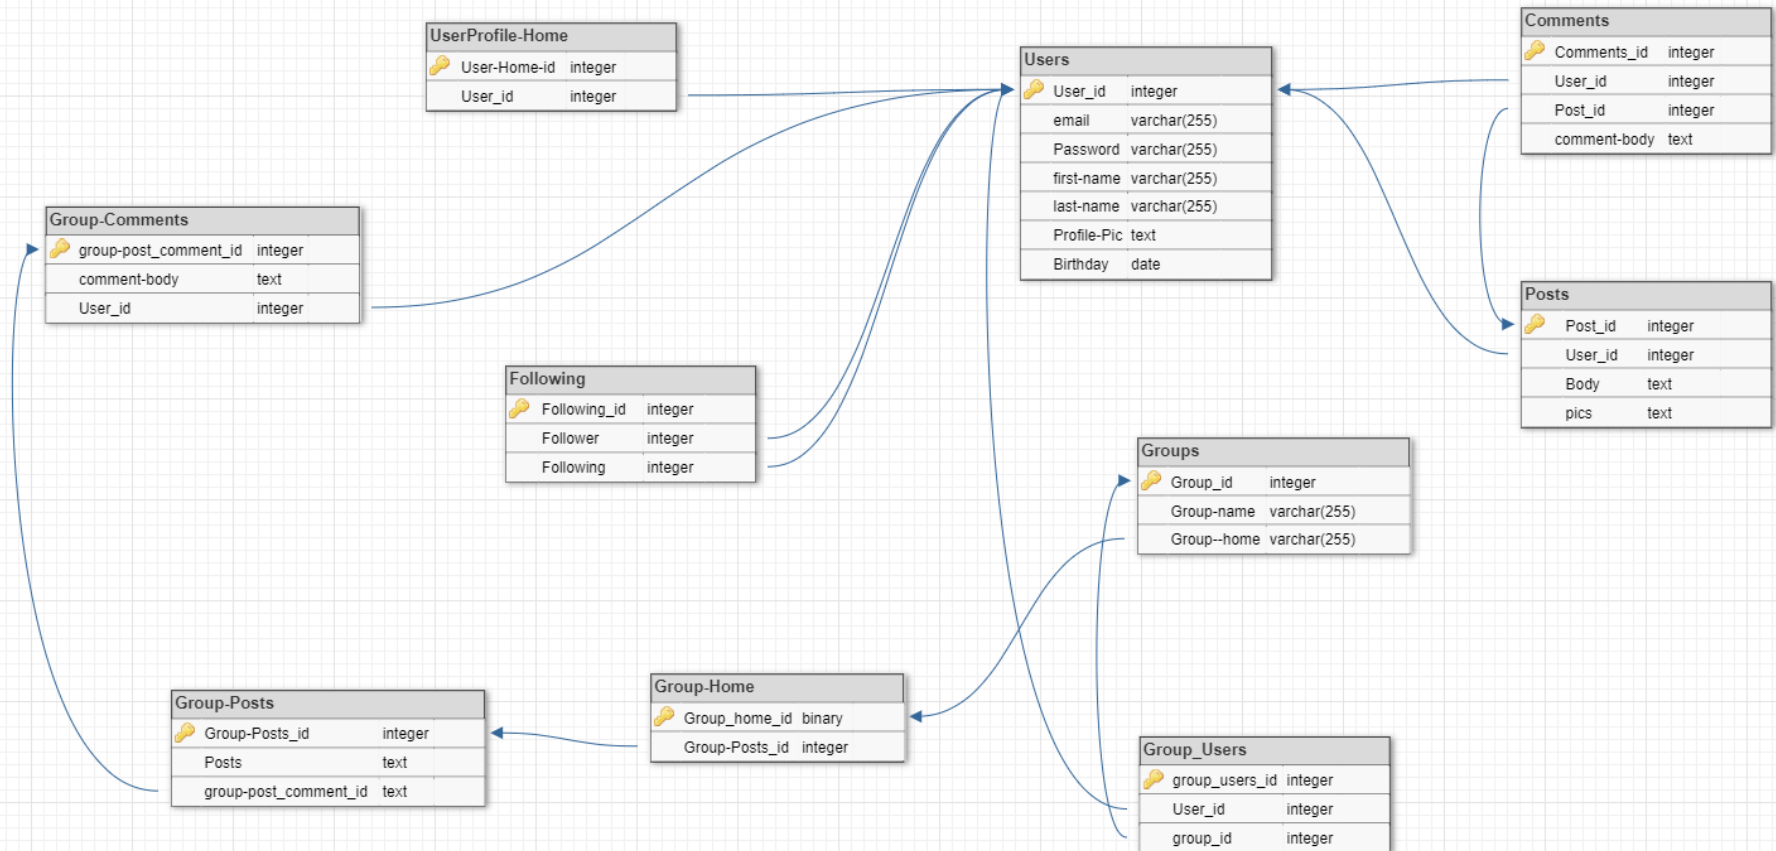 UserProfile-Home
User-Home-id integer
User_id integer
Users
User_id integer
email varchar(255)
Password varchar(255)
first-name varchar(255)
last-name varchar(255)
Profile-Pic text
Birthday date
Comments
Comments_id integer
User_id integer
Post_id integer
comment-body text
Group-Comments
group-post_comment_id integer
comment-body text
User_id integer
Posts
Post_id integer
User_id integer
Body text
pics text
Following
Following_id integer
Follower integer
Following integer
Groups
Group_id integer
Group-name varchar(255)
Group--home varchar(255)
Group-Posts
Group-Posts_id integer
Posts text
group-post_comment_id text
Group-Home
Group_home_id binary
Group-Posts_id integer
Group_Users
group_users_id integer
User_id integer
group_id integer